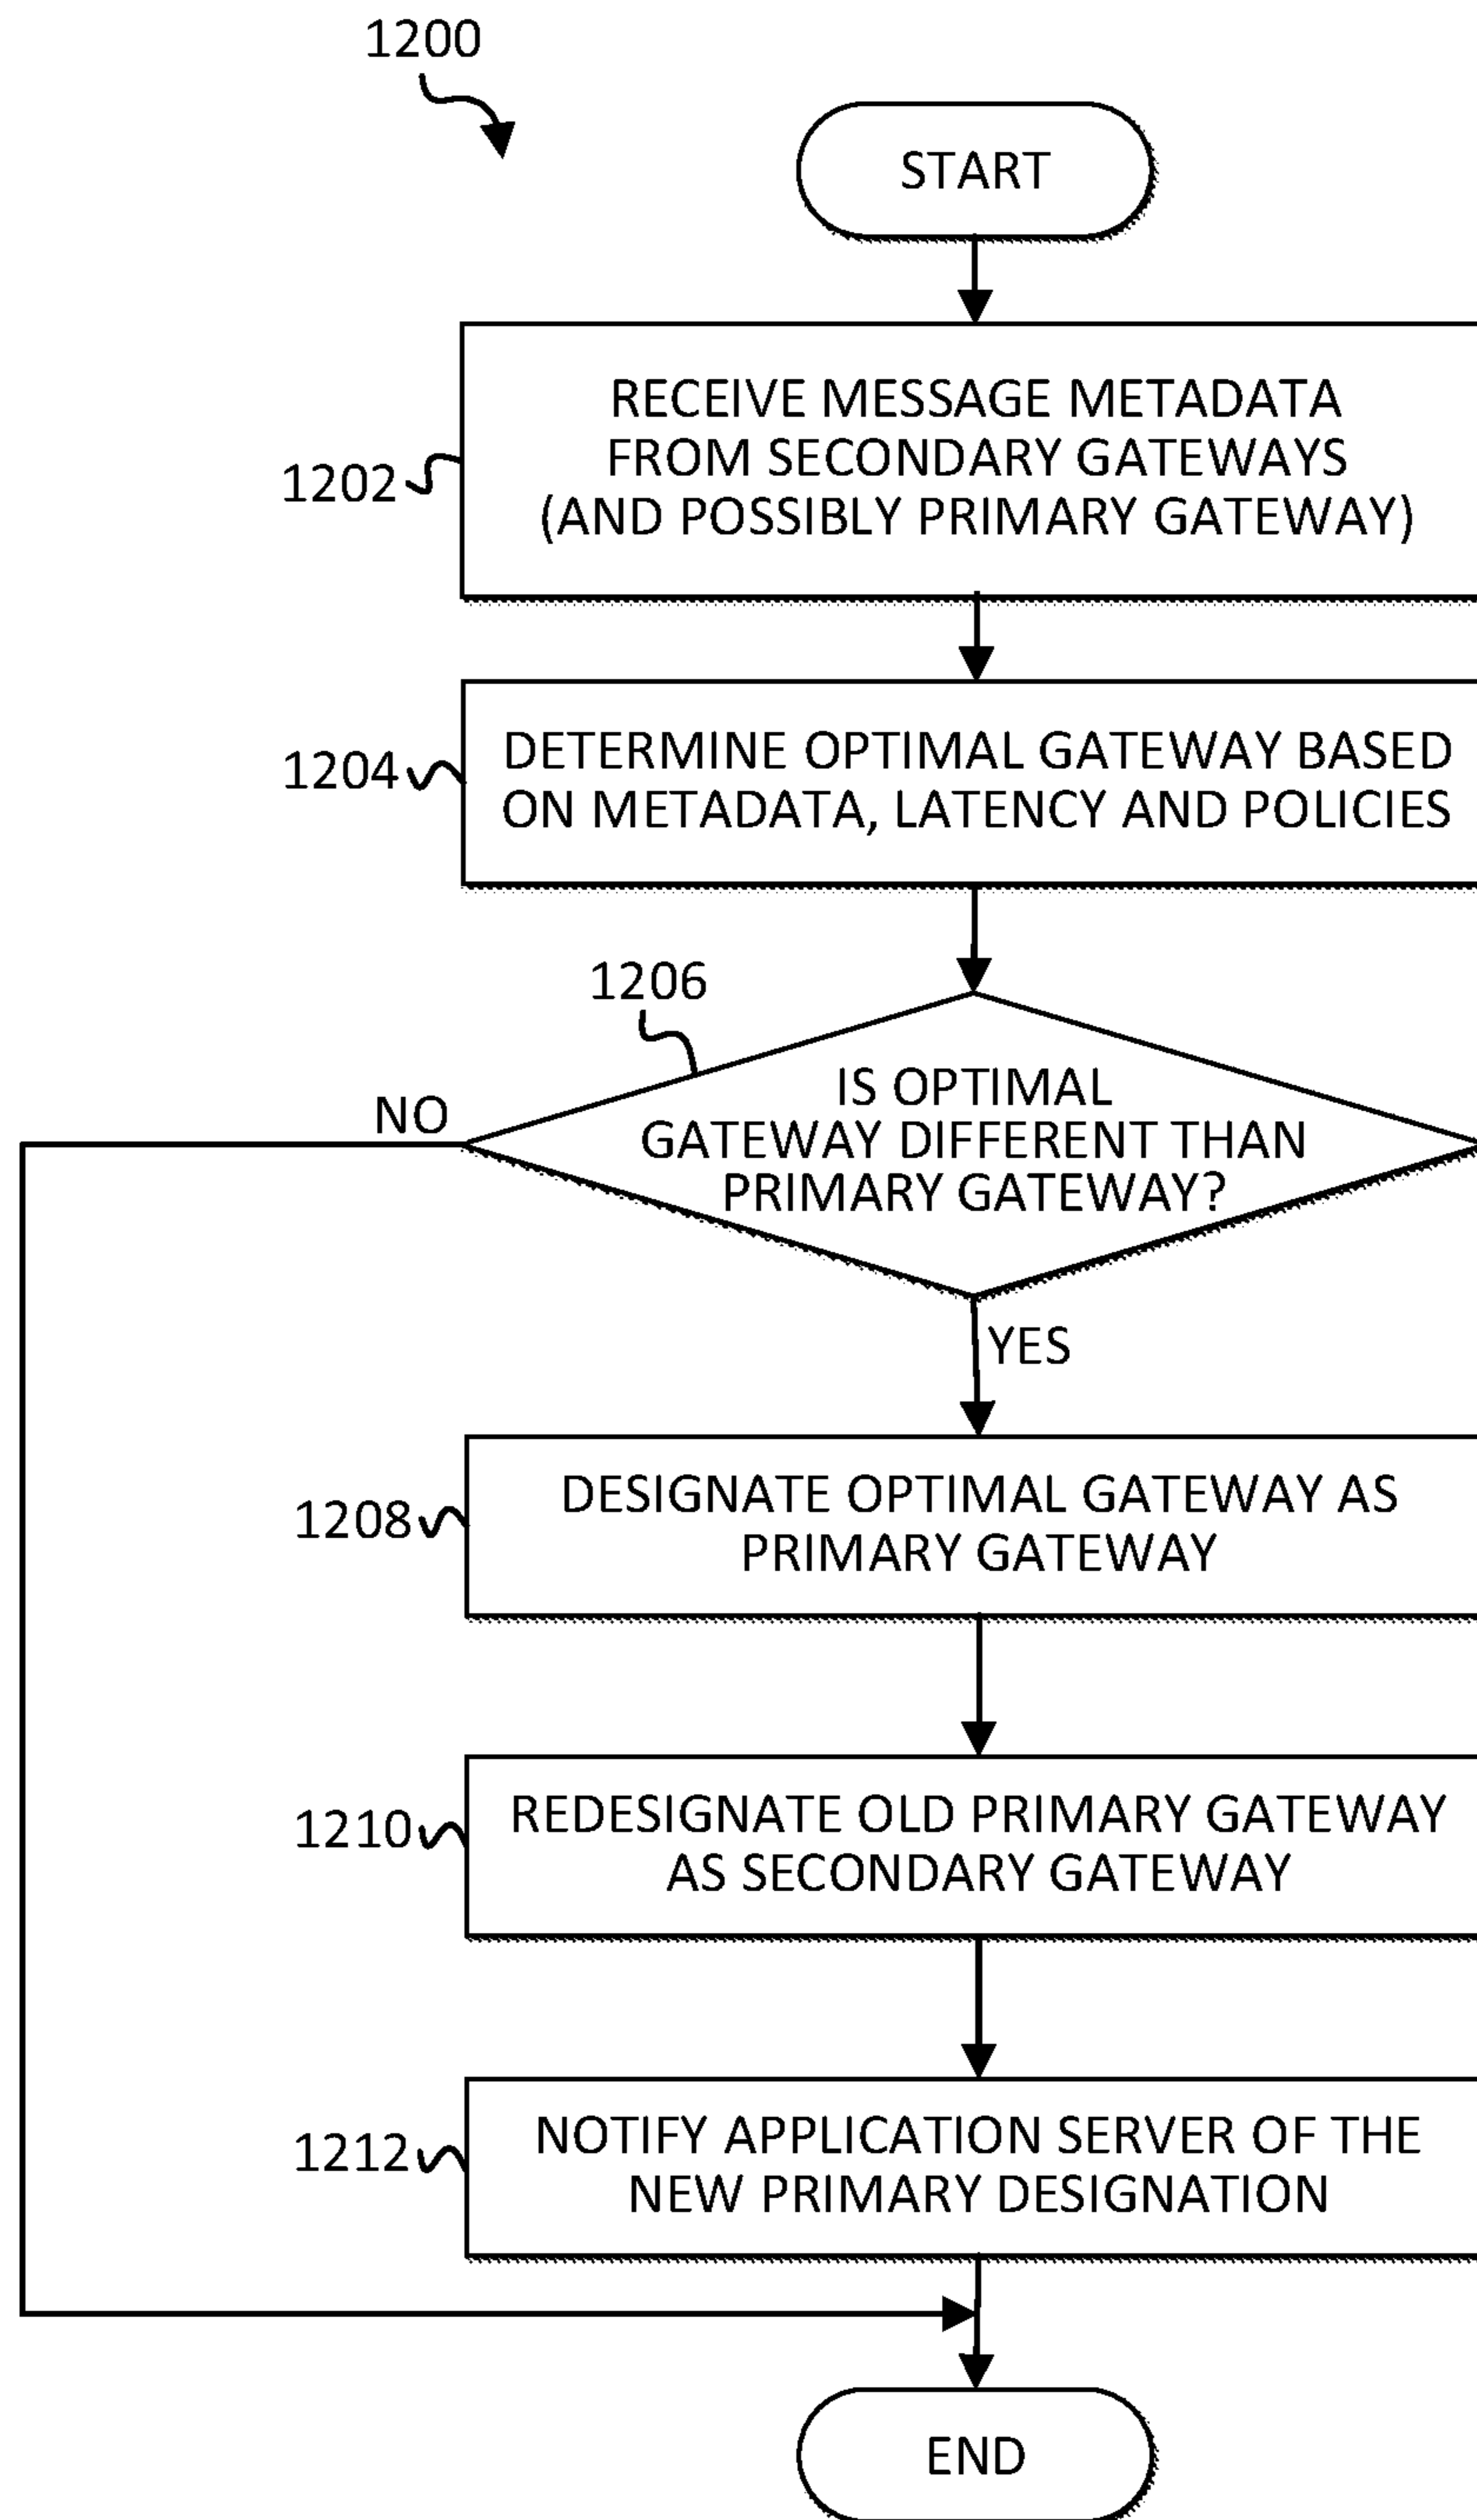 1200
START
RECEIVE MESSAGE METADATA
FROM SECONDARY GATEWAYS
(AND POSSIBLY PRIMARY GATEWAY)
1202
DETERMINE OPTIMAL GATEWAY BASED
ON METADATA, LATENCY AND POLICIES
1204
1206
IS OPTIMAL
GATEWAY DIFFERENT THAN
PRIMARY GATEWAY?
NO
YES
DESIGNATE OPTIMAL GATEWAY AS
PRIMARY GATEWAY
1208
REDESIGNATE OLD PRIMARY GATEWAY
AS SECONDARY GATEWAY
1210
NOTIFY APPLICATION SERVER OF THE
NEW PRIMARY DESIGNATION
1212
END